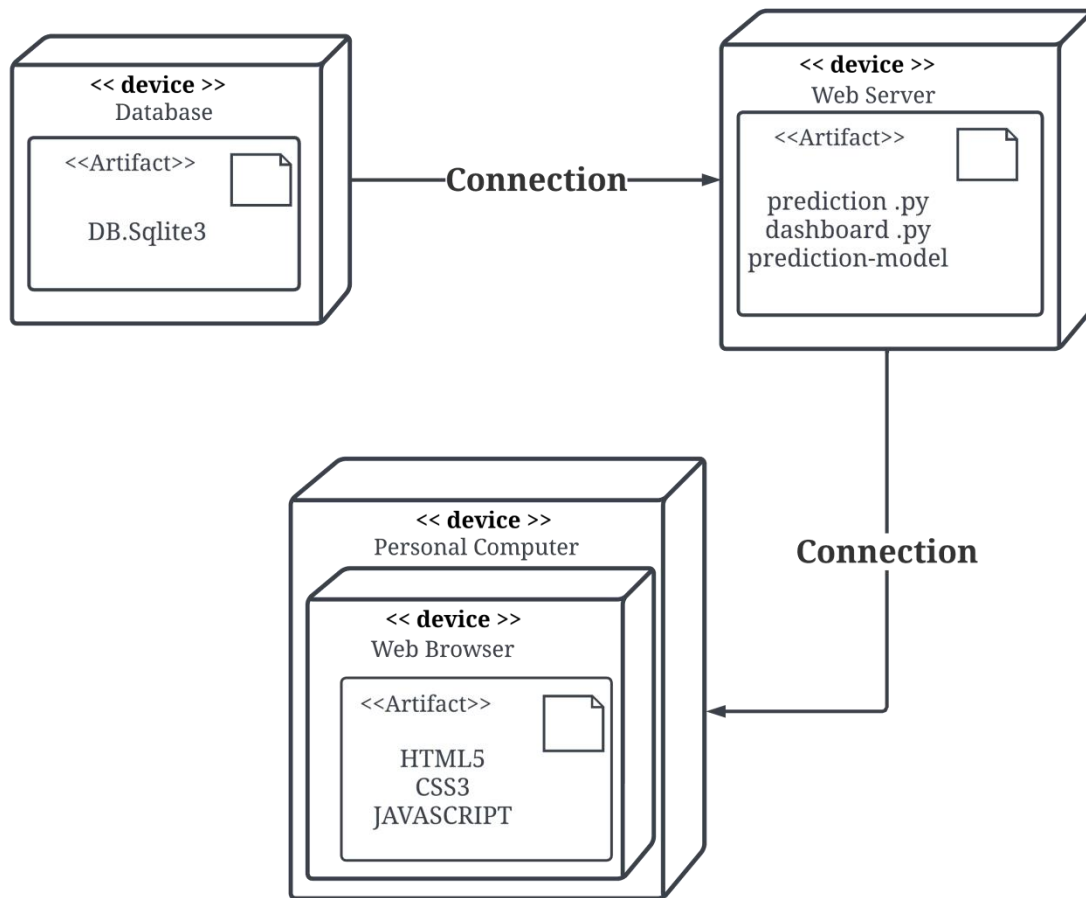 << device >>
Database
<<Artifact>>
DB.Sqlite3
Connection
<< device >>
Web Server
<<Artifact>>
prediction .py
dashboard .py
prediction-model
Connection
<< device >>
Personal Computer
<< device >>
Web Browser
<<Artifact>>
HTML5
CSS3
JAVASCRIPT